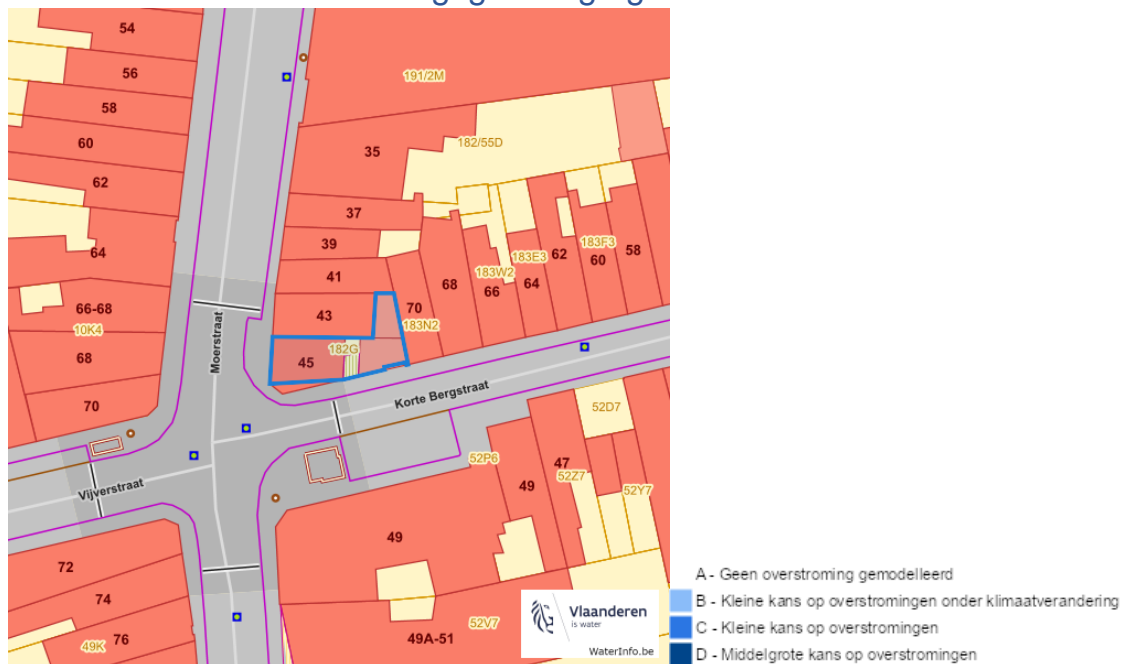 54
191/2M
56
58
60
35
182/55D
62
37
39
64
183E3
62
183F3
60
58
41
68
183W2
66
64
66-68
43
70
183N2
10K4
Moerstraat
68
182G
45
70
Korte Bergstraat
52D7
Vijverstraat
52P6
47
52Z7
49
52Y7
49
72
74
76
49K
52V7
49A-51
Vlaanderen
is water
WaterInfo.be
A - Geen overstroming gemodelleerd
B - Kleine kans op overstromingen onder klimaatverandering
C - Kleine kans op overstromingen
D - Middelgrote kans op overstromingen